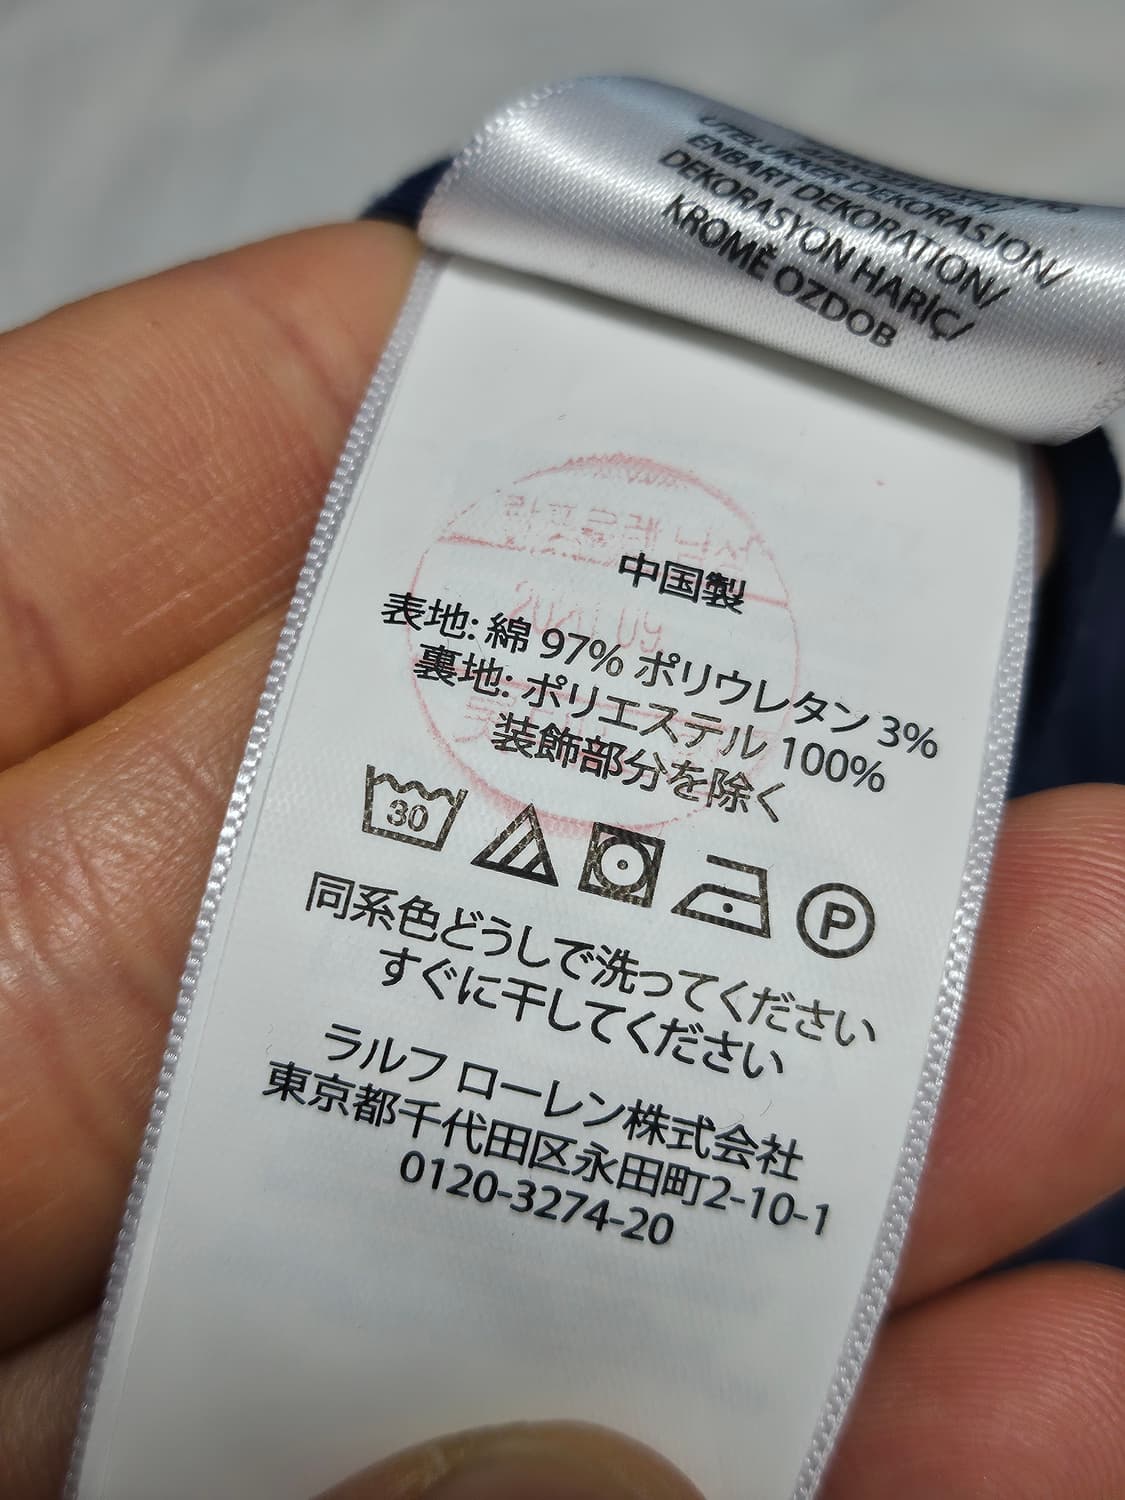 UTELUKKER DEKORASJON/
ENBART DEKORATION/
DEKORASYON HARİÇ/
KROMĚ OZDOB
中国製
表地: 綿 97% ポリウレタン 3%
裏地: ポリエステル 100%
装飾部分を除く
30
P
同系色どうしで洗ってください
すぐに干してください
ラルフ ローレン株式会社
東京都千代田区永田町2-10-1
0120-3274-20